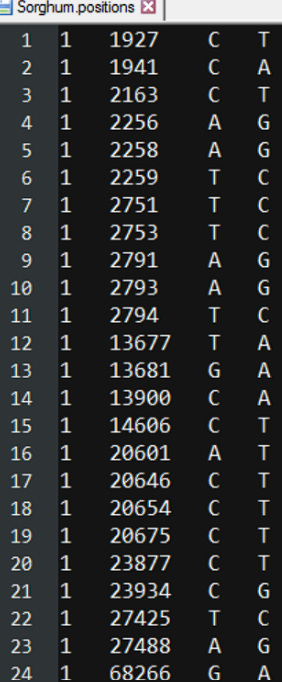 Sorghum.positions
1 1 1927 C T
2 1 1941 C A
3 1 2163 C T
4 1 2256 A G
5 1 2258 A G
6 1 2259 T C
7 1 2751 T C
8 1 2753 T C
9 1 2791 A G
10 1 2793 A G
11 1 2794 T C
12 1 13677 T A
13 1 13681 G A
14 1 13900 C A
15 1 14606 C T
16 1 20601 A T
17 1 20646 C T
18 1 20654 C T
19 1 20675 C T
20 1 23877 C T
21 1 23934 C G
22 1 27425 T C
23 1 27488 A G
24 1 68266 G A